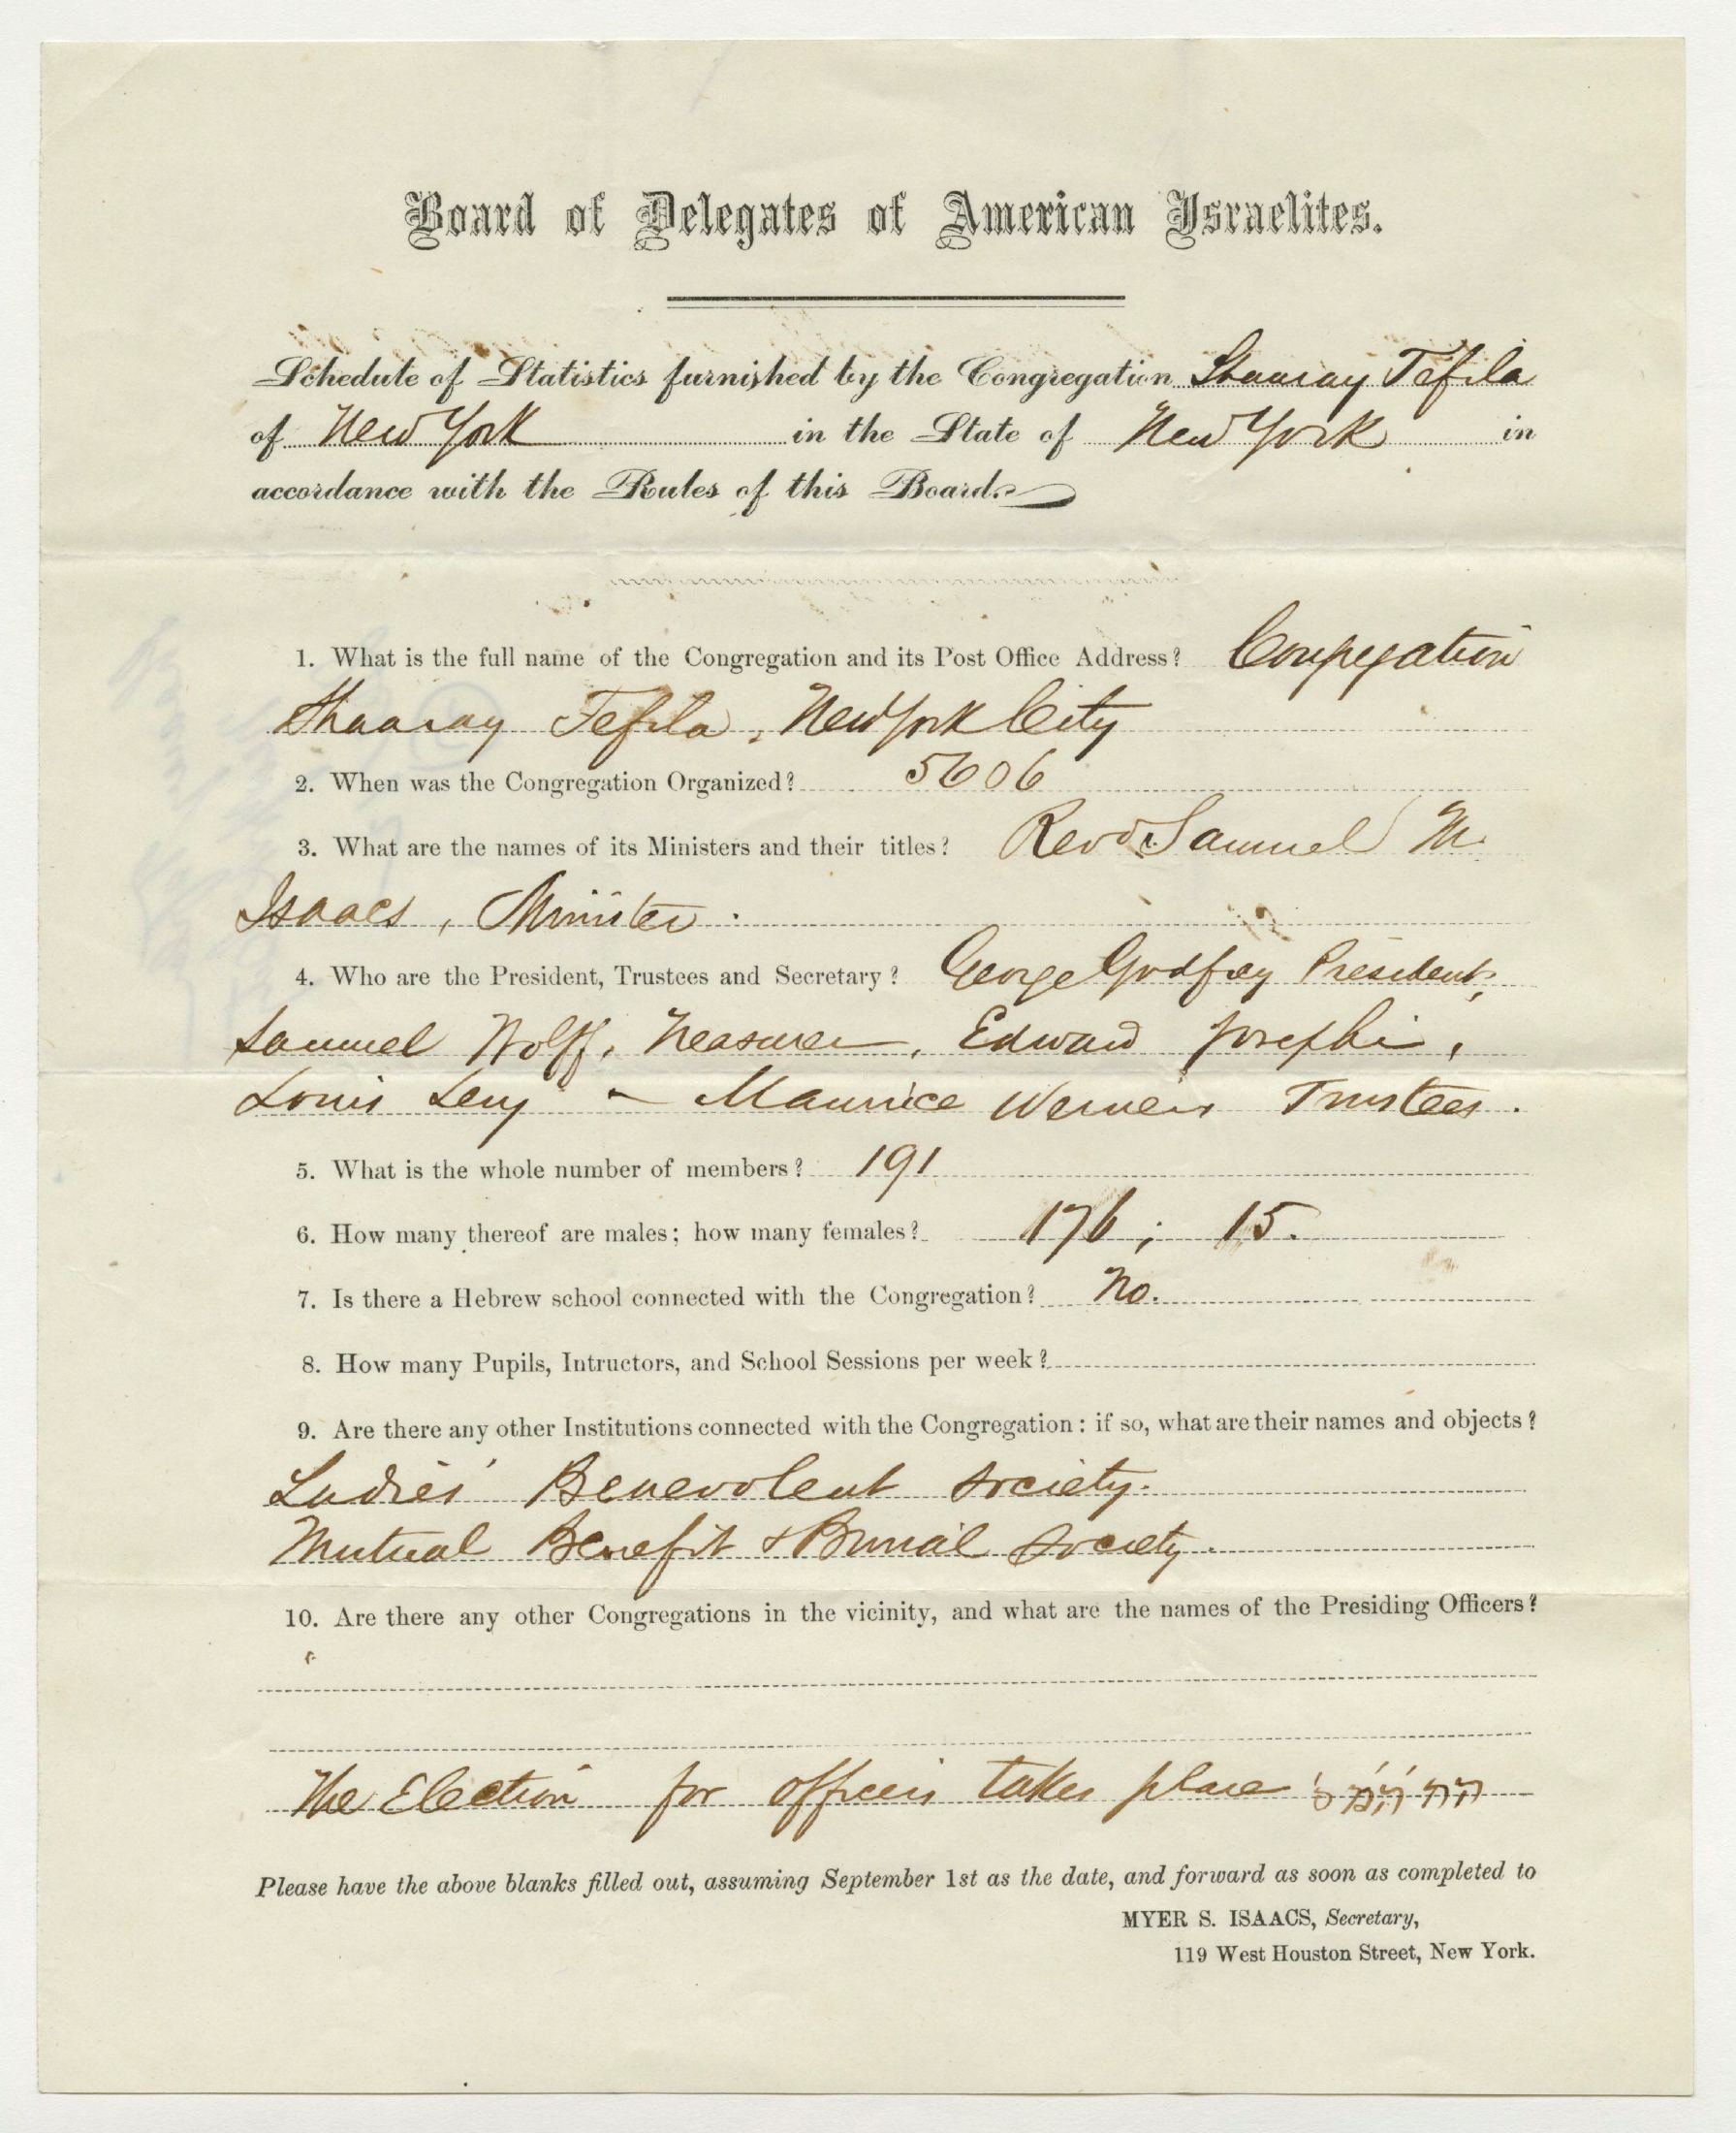 Board of Delegates of American Israelites.
Schedule of Statistics furnished by the Congregation Shaaray Tefila
of New York in the State of New York in
accordance with the Rules of this Board.
1. What is the full name of the Congregation and its Post Office Address? Congregation
Shaaray Tefila, New York City
2. When was the Congregation Organized? 5606
3. What are the names of its Ministers and their titles? Revd. Samuel M.
Isaacs, Minister.
4. Who are the President, Trustees and Secretary? George Godfrey President,
Samuel Wolff, Treasurer, Edward Josephi,
Louis Levy - Maurice Werner Trustees.
5. What is the whole number of members? 191
6. How many thereof are males; how many females? 176; 15.
7. Is there a Hebrew school connected with the Congregation? No.
8. How many Pupils, Intructors, and School Sessions per week?
9. Are there any other Institutions connected with the Congregation: if so, what are their names and objects?
Ladies' Benevolent Society.
Mutual Benefit & Burial Society.
10. Are there any other Congregations in the vicinity, and what are the names of the Presiding Officers?
The Election for officers takes place
Please have the above blanks filled out, assuming September 1st as the date, and forward as soon as completed to
MYER S. ISAACS, Secretary,
119 West Houston Street, New York.